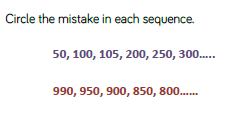 Circle the mistake in each sequence.
50, 100, 105, 200, 250, 300.....
990, 950, 900, 850, 800......